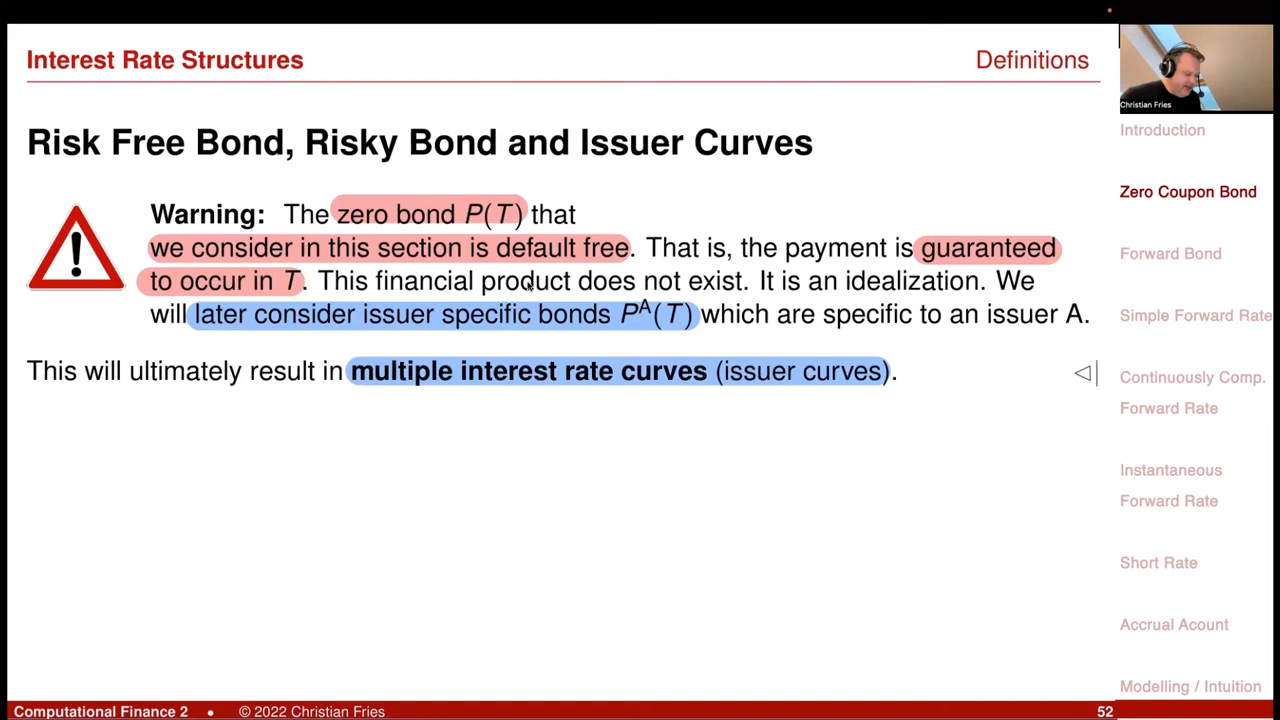 Interest Rate Structures
Definitions
Christian Fries
Risk Free Bond, Risky Bond and Issuer Curves
Warning: The zero bond P(T) that
we consider in this section is default free. That is, the payment is guaranteed
to occur in T. This financial product does not exist. It is an idealization. We
will later consider issuer specific bonds Pᴬ(T) which are specific to an issuer A.
This will ultimately result in multiple interest rate curves (issuer curves).
Introduction
Zero Coupon Bond
Forward Bond
Simple Forward Rate
Continuously Comp.
Forward Rate
Instantaneous
Forward Rate
Short Rate
Accrual Acount
Modelling / Intuition
Computational Finance 2 • © 2022 Christian Fries
52